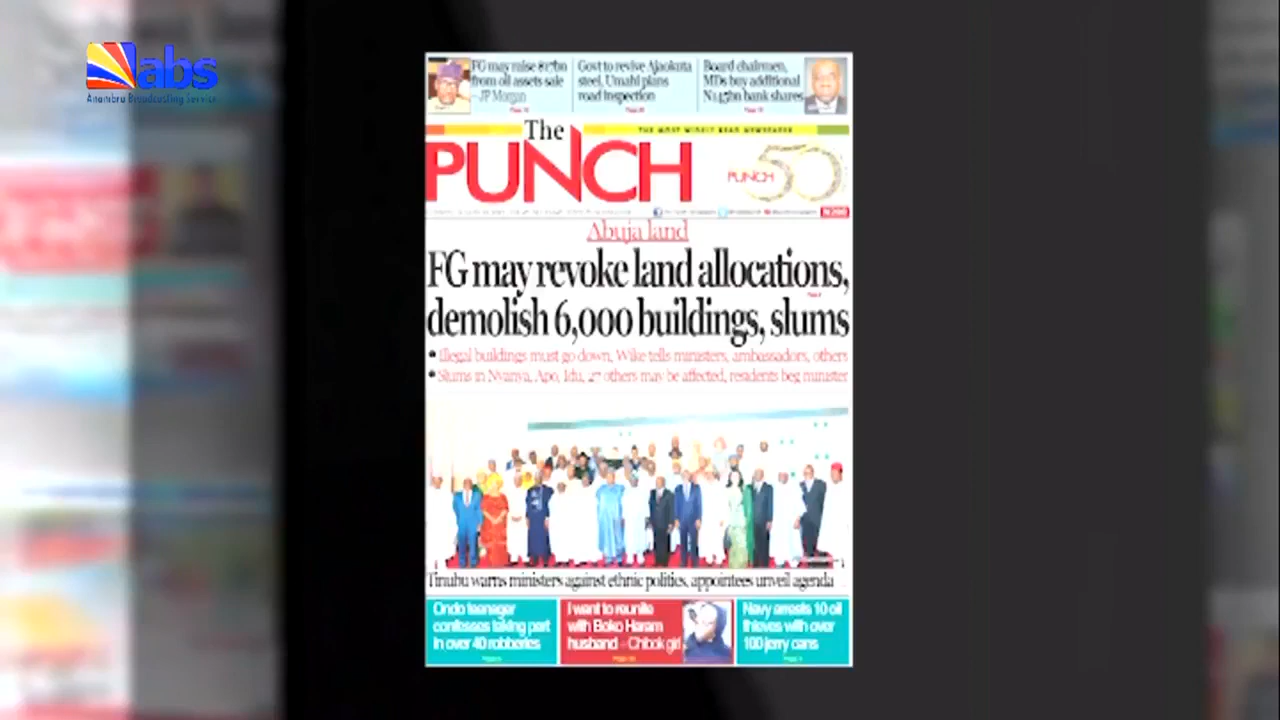 abs
Anambra Broadcasting Service
FG may raise $17bn
from oil assets sale
– JP Morgan
Govt to revive Ajaokuta
steel, Umahi plans
road inspection
Board chairmen,
MDs buy additional
N145bn bank shares
The
THE MOST WIDELY READ NEWSPAPER
PUNCH
PUNCH 50
Abuja land
FG may revoke land allocations,
demolish 6,000 buildings, slums
• Illegal buildings must go down, Wike tells ministers, ambassadors, others
• Slums in Nyanya, Apo, Idu, 27 others may be affected, residents beg minister
Tinubu warns ministers against ethnic politics, appointees unveil agenda
Ondo teenager
confesses taking part
in over 40 robberies
I want to reunite
with Boko Haram
husband – Chibok girl
Navy arrests 10 oil
thieves with over
100 jerry cans